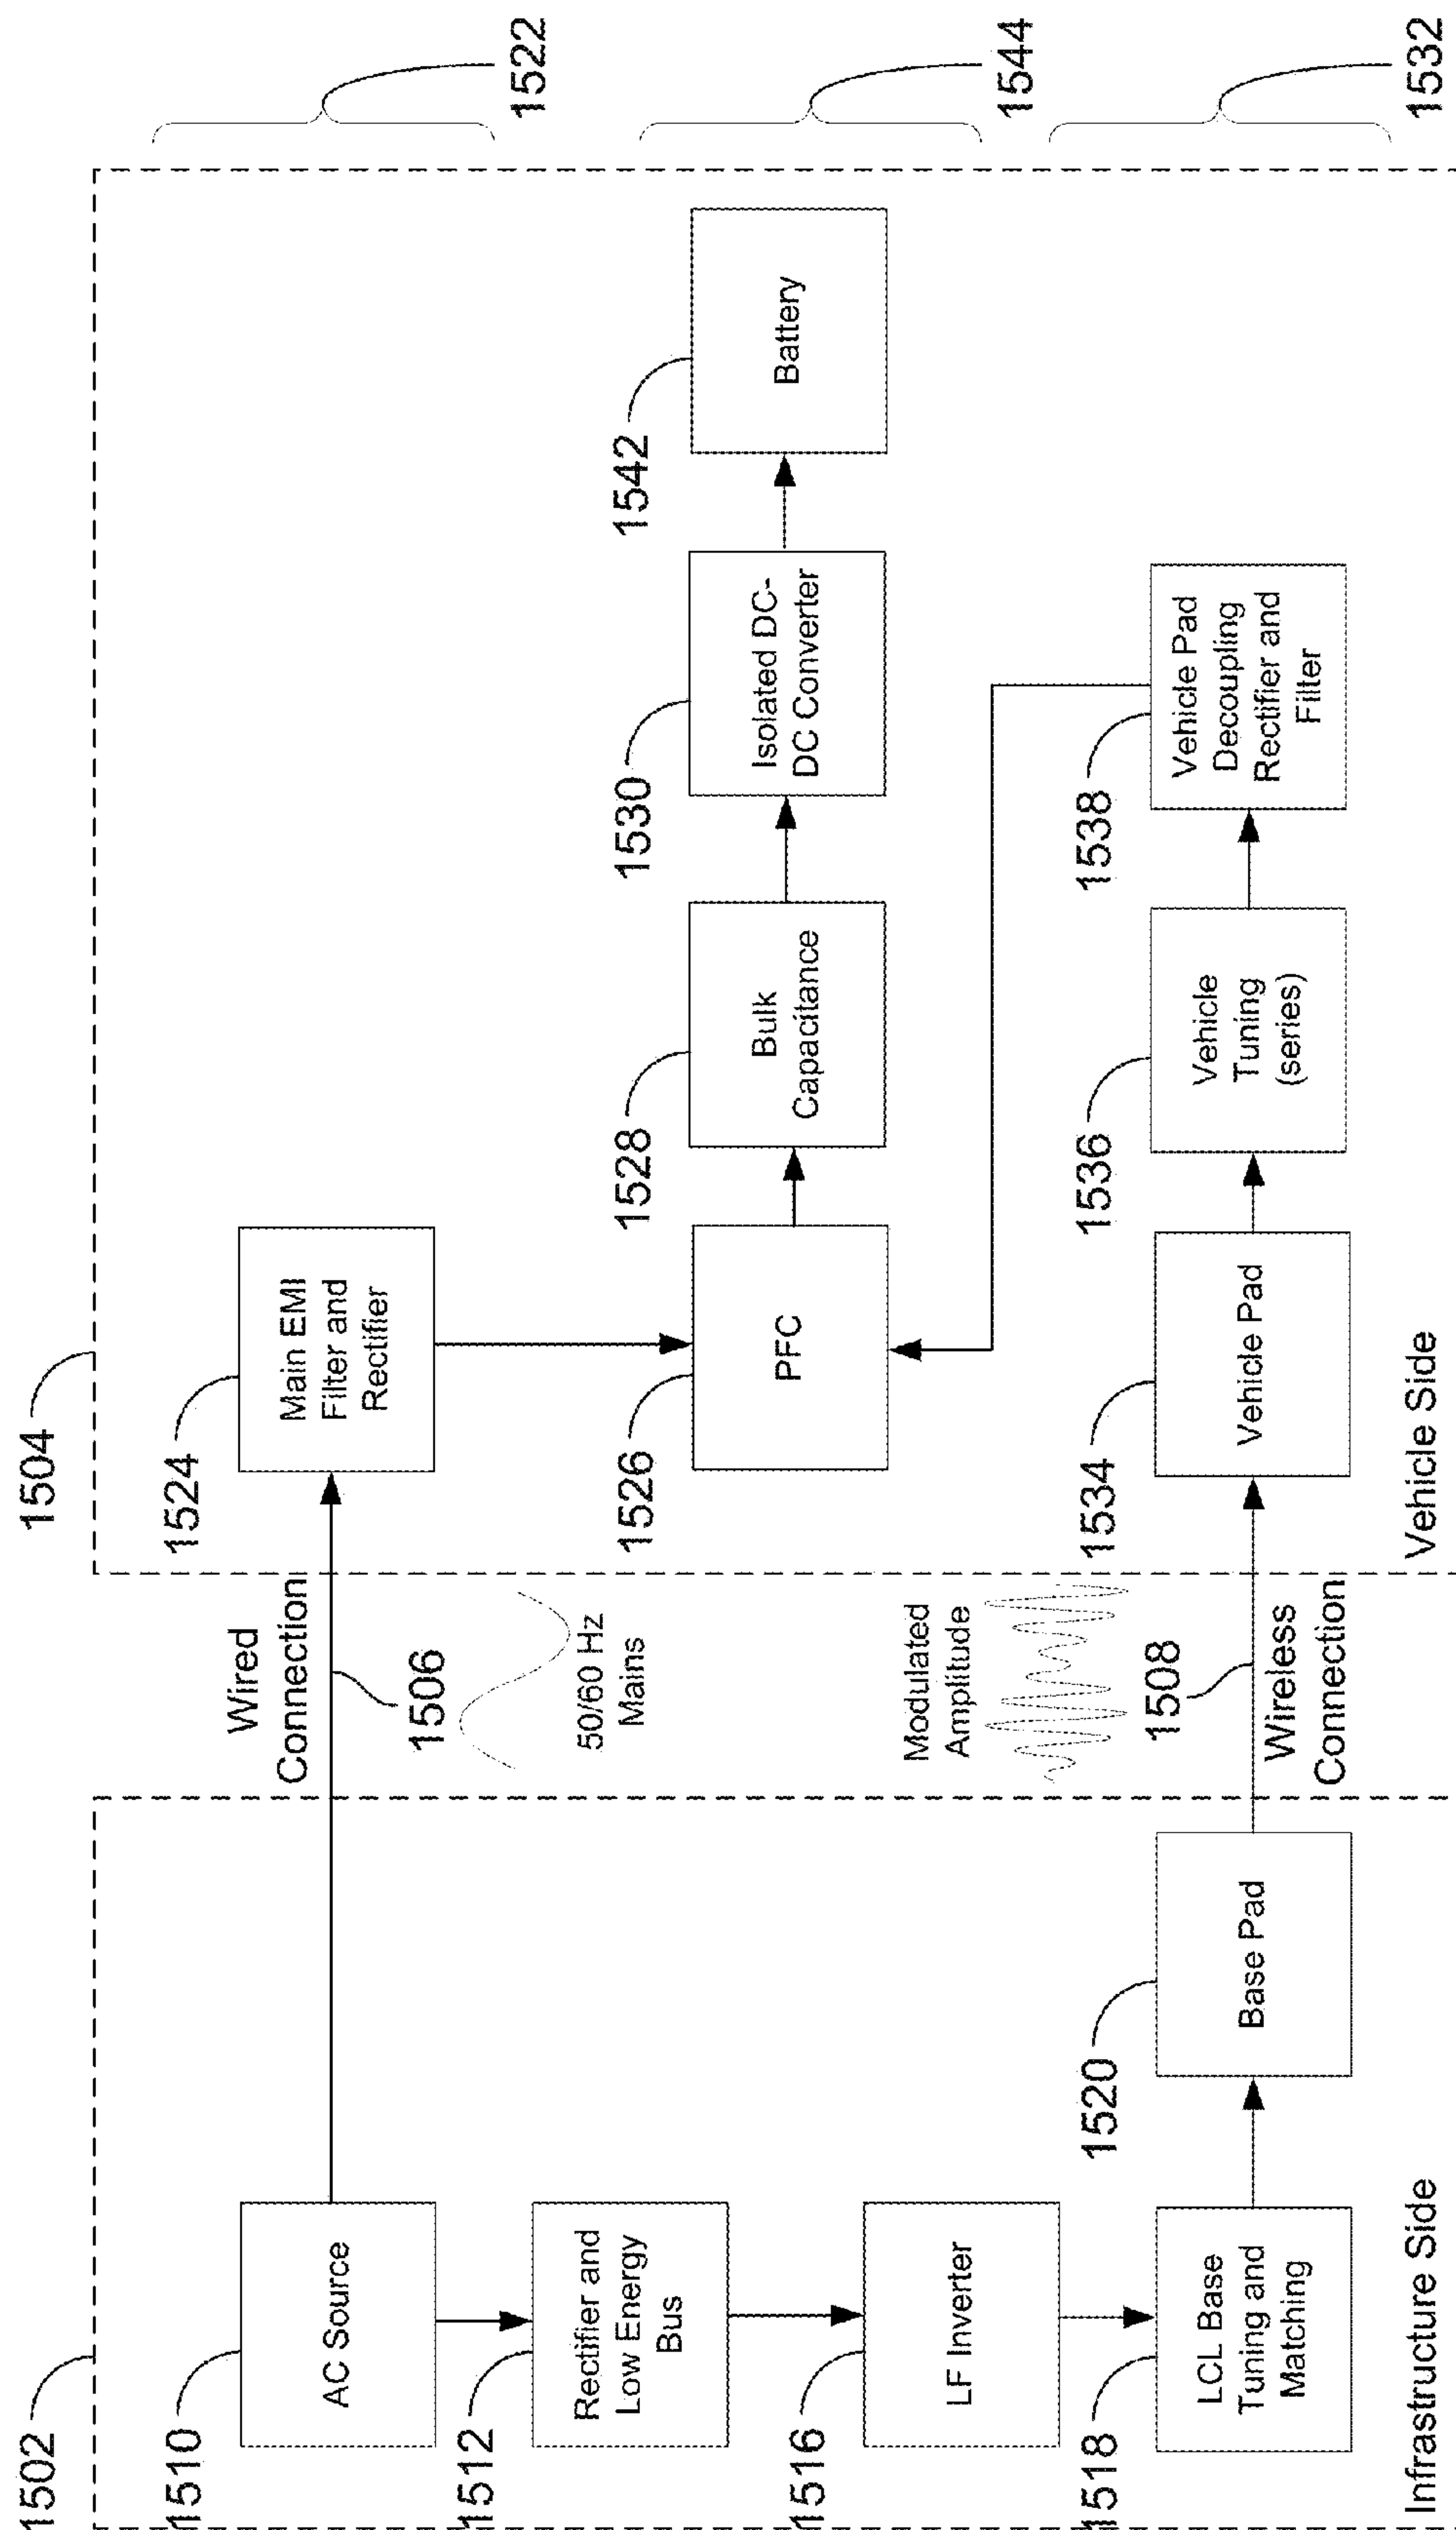 1502
1504
1510
AC Source
1512
Rectifier and
Low Energy
Bus
1516
LF Inverter
1518
LCL Base
Tuning and
Matching
1520
Base Pad
Infrastructure Side
Wired
Connection
1506
50/60 Hz
Mains
Modulated
Amplitude
1508
Wireless
Connection
1524
Main EMI
Filter and
Rectifier
1526
PFC
1528
Bulk
Capacitance
1530
Isolated DC-
DC Converter
1542
Battery
1534
Vehicle Pad
1536
Vehicle
Tuning
(series)
1538
Vehicle Pad
Decoupling
Rectifier and
Filter
Vehicle Side
1522
1544
1532